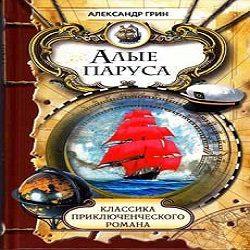 АЛЕКСАНДР ГРИН
АЛЫЕ
ПАРУСА
КЛАССИКА
ПРИКЛЮЧЕНЧЕСКОГО
РОМАНА